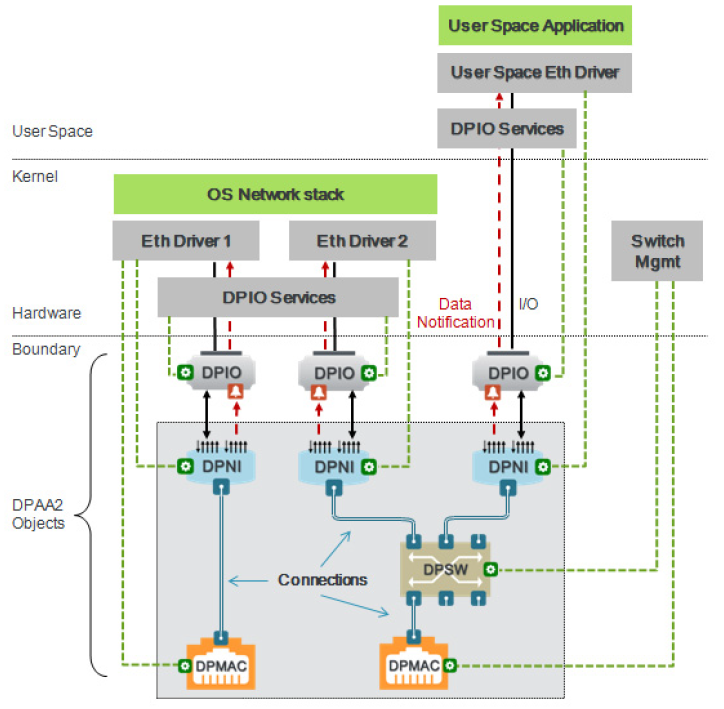 User Space Application
User Space Eth Driver
DPIO Services
User Space
Kernel
OS Network stack
Eth Driver 1
Eth Driver 2
Switch
Mgmt
DPIO Services
Data
Notification
I/O
Hardware
Boundary
DPIO
DPIO
DPIO
DPNI
DPNI
DPNI
DPAA2
Objects
DPSW
Connections
DPMAC
DPMAC